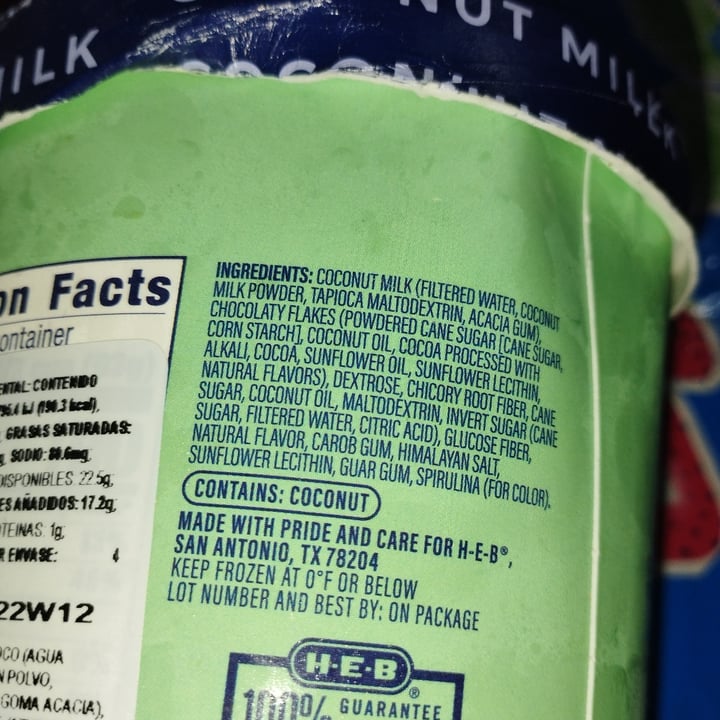 ILK
NUT MILK
COCONUT
on Facts
ontainer
INGREDIENTS: COCONUT MILK (FILTERED WATER, COCONUT
MILK POWDER, TAPIOCA MALTODEXTRIN, ACACIA GUM),
CHOCOLATY FLAKES (POWDERED CANE SUGAR [CANE SUGAR,
CORN STARCH], COCONUT OIL, COCOA PROCESSED WITH
ALKALI, COCOA, SUNFLOWER OIL, SUNFLOWER LECITHIN,
NATURAL FLAVORS), DEXTROSE, CHICORY ROOT FIBER, CANE
SUGAR, COCONUT OIL, MALTODEXTRIN, INVERT SUGAR (CANE
SUGAR, FILTERED WATER, CITRIC ACID), GLUCOSE FIBER,
NATURAL FLAVOR, CAROB GUM, HIMALAYAN SALT,
SUNFLOWER LECITHIN, GUAR GUM, SPIRULINA (FOR COLOR).
CONTAINS: COCONUT
MADE WITH PRIDE AND CARE FOR H-E-B®,
SAN ANTONIO, TX 78204
KEEP FROZEN AT 0°F OR BELOW
LOT NUMBER AND BEST BY: ON PACKAGE
H-E-B®
100% GUARANTEE
ENTAL: CONTENIDO
kJ (190.3 kcal),
GRASAS SATURADAS:
g, SODIO: 86.6mg;
DISPONIBLES: 22.5g;
ES AÑADIDOS: 17.2g,
TEINAS: 1g;
R ENVASE: 4
22W12
CO (AGUA
N POLVO,
GOMA ACACIA),